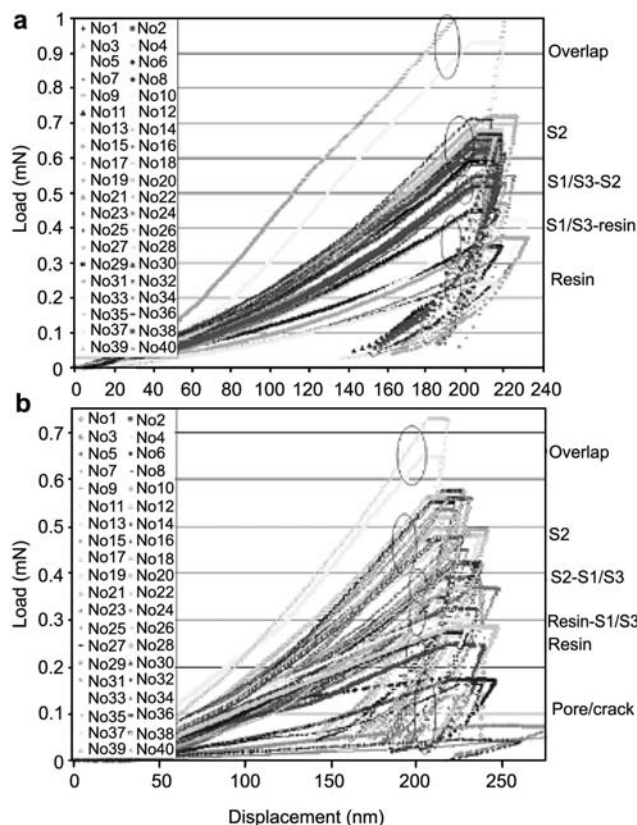 a
No1 No2
No3 No4
No5 No6
No7 No8
No9 No10
No11 No12
No13 No14
No15 No16
No17 No18
No19 No20
No21 No22
No23 No24
No25 No26
No27 No28
No29 No30
No31 No32
No33 No34
No35 No36
No37 No38
No39 No40
Load (mN)
1
0.9
0.8
0.7
0.6
0.5
0.4
0.3
0.2
0.1
0
0 20 40 60 80 100 120 140 160 180 200 220 240
Overlap
S2
S1/S3-S2
S1/S3-resin
Resin
b
No1 No2
No3 No4
No5 No6
No7 No8
No9 No10
No11 No12
No13 No14
No15 No16
No17 No18
No19 No20
No21 No22
No23 No24
No25 No26
No27 No28
No29 No30
No31 No32
No33 No34
No35 No36
No37 No38
No39 No40
Load (mN)
0.7
0.6
0.5
0.4
0.3
0.2
0.1
0
0 50 100 150 200 250
Overlap
S2
S2-S1/S3
Resin-S1/S3
Resin
Pore/crack
Displacement (nm)